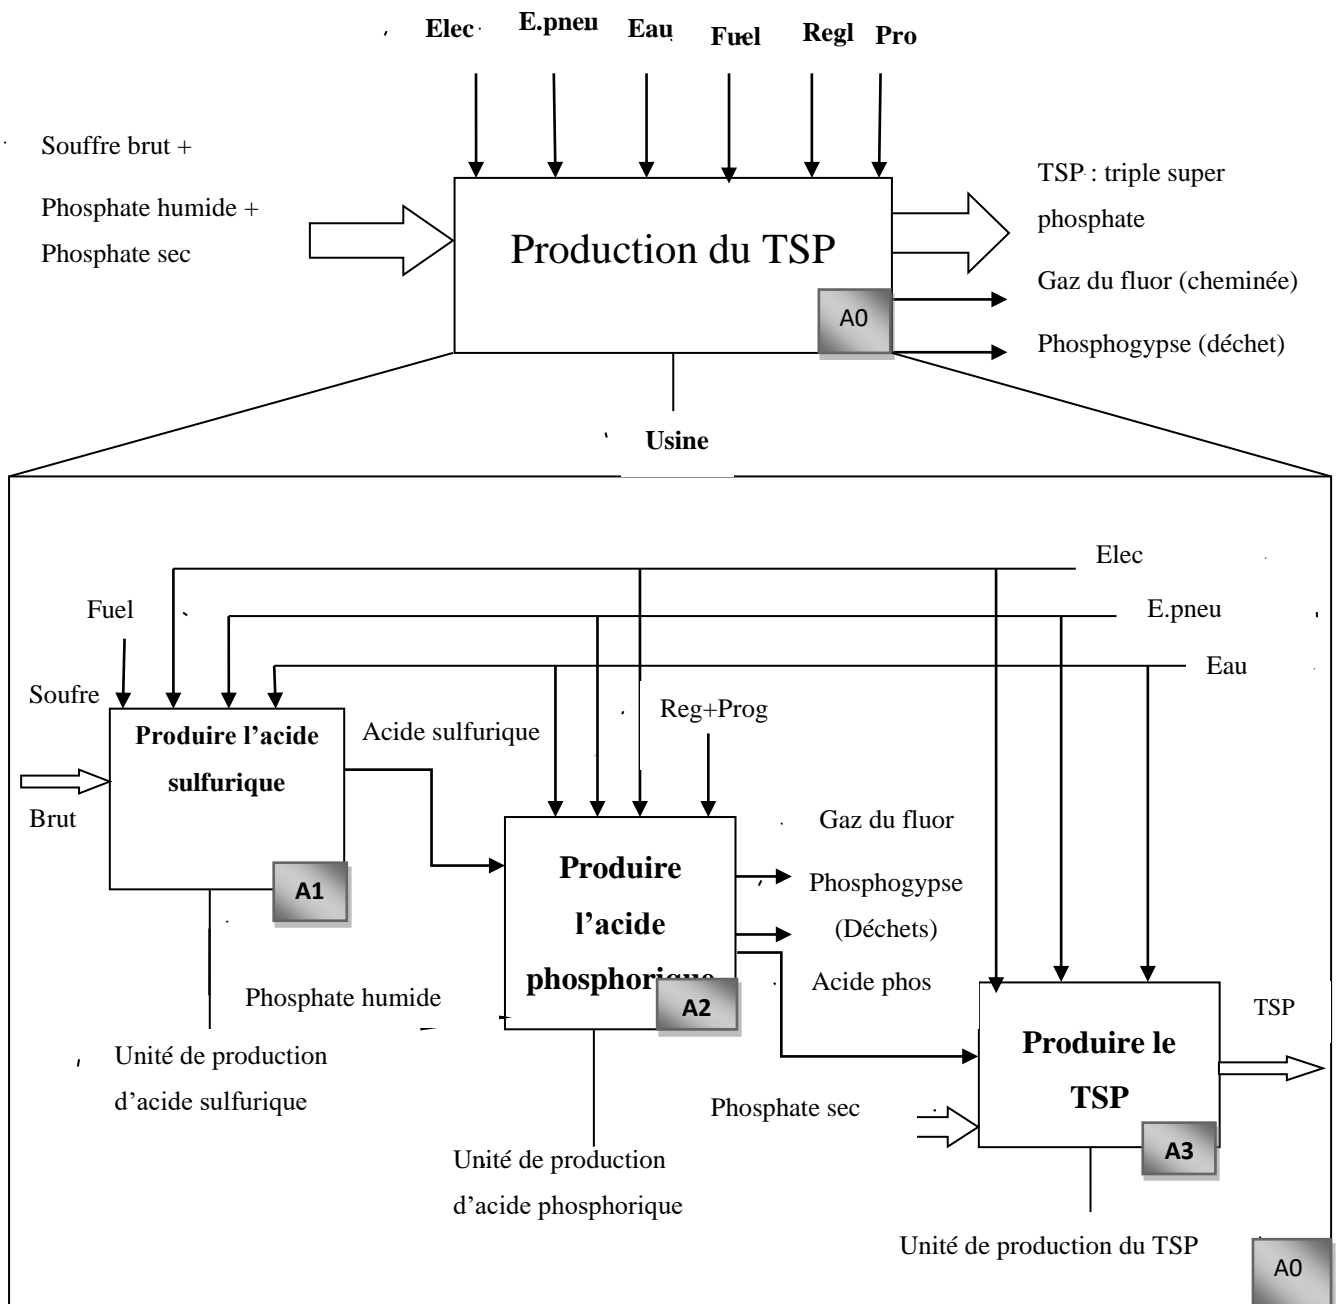 Elec E.pneu Eau Fuel Regl Pro
Souffre brut +
Phosphate humide +
Phosphate sec
Production du TSP
A0
TSP : triple super
phosphate
Gaz du fluor (cheminée)
Phosphogypse (déchet)
Usine
Elec
E.pneu
Eau
Fuel
Soufre
Brut
Produire l’acide
sulfurique
A1
Acide sulfurique
Reg+Prog
Produire
l’acide
phosphorique
A2
Gaz du fluor
Phosphogypse
(Déchets)
Acide phos
Phosphate humide
Unité de production
d’acide sulfurique
Unité de production
d’acide phosphorique
Phosphate sec
Produire le
TSP
A3
TSP
Unité de production du TSP
A0